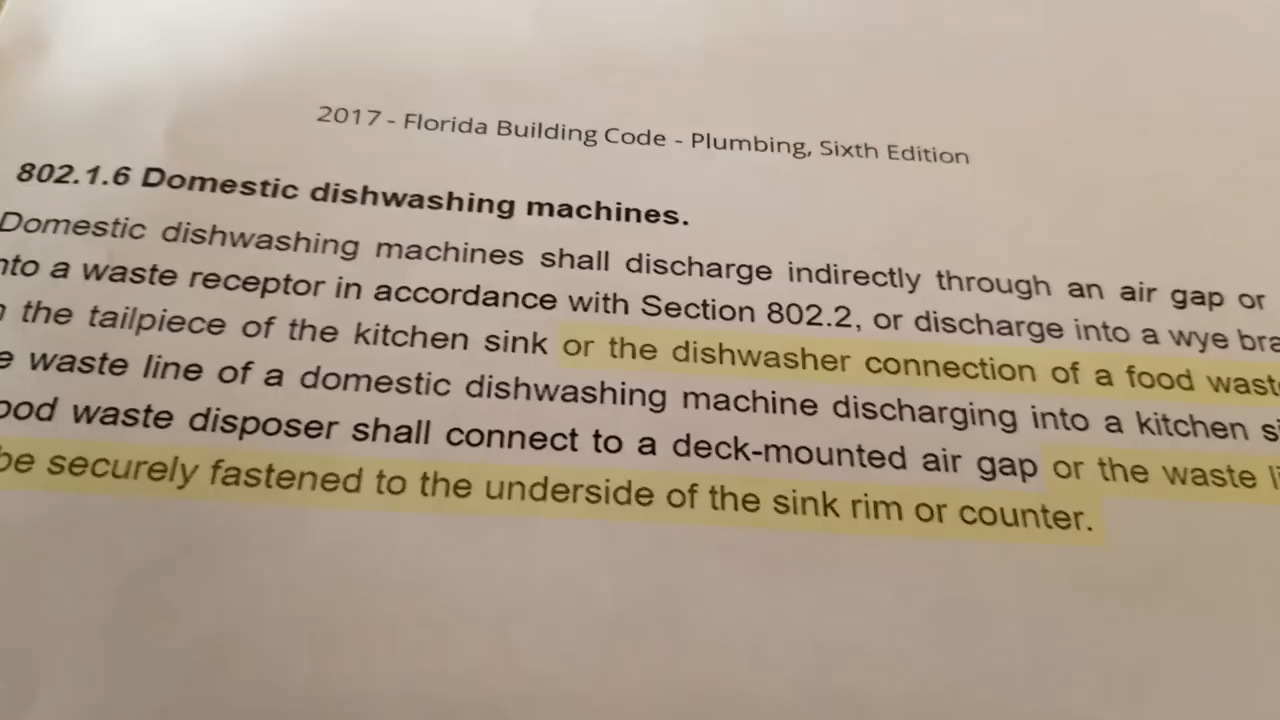 2017 - Florida Building Code - Plumbing, Sixth Edition
802.1.6 Domestic dishwashing machines.
Domestic dishwashing machines shall discharge indirectly through an air gap or
a waste receptor in accordance with Section 802.2, or discharge into a wye
the tailpiece of the kitchen sink or the dishwasher connection of a food
waste line of a domestic dishwashing machine discharging into a kitchen
waste disposer shall connect to a deck-mounted air gap or the waste
be securely fastened to the underside of the sink rim or counter.